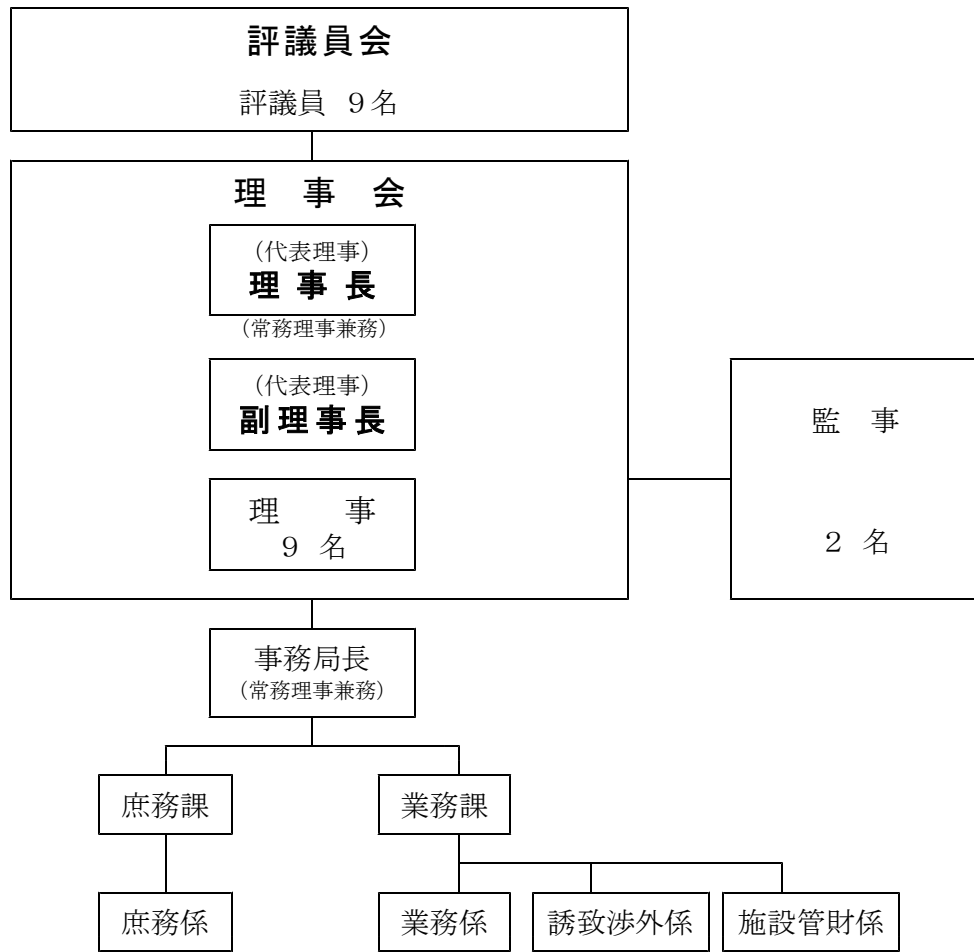 評議員会
評議員 ９名
理 事 会
（代表理事）
理 事 長
（常務理事兼務）
（代表理事）
副理事長
理 事
９ 名
監 事
２ 名
事務局長
（常務理事兼務）
庶務課
業務課
庶務係
業務係
誘致渉外係
施設管財係